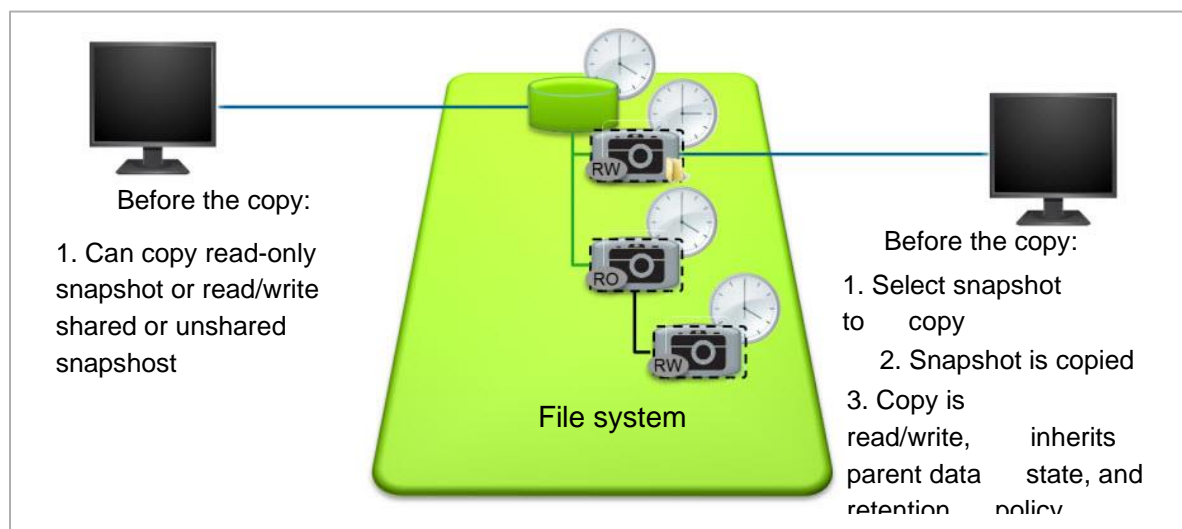 Before the copy:
1. Can copy read-only
snapshot or read/write
shared or unshared
snapshost
RW
RO
RW
File system
Before the copy:
1. Select snapshot
to copy
2. Snapshot is copied
3. Copy is
read/write, inherits
parent data state, and
retention policy